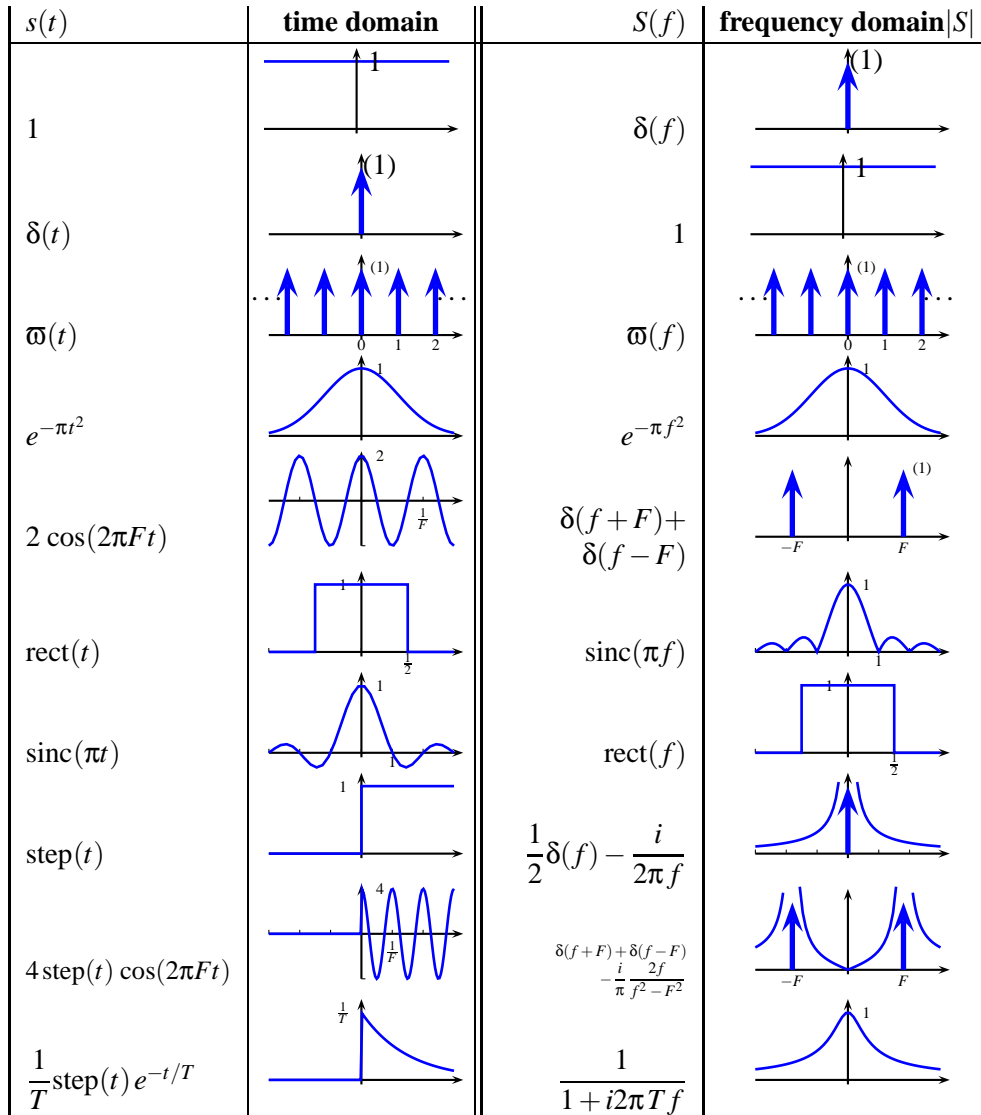 s(t) time domain S(f) frequency domain|S|
1 1 δ(f) (1)
δ(t) (1) 1 1
ϖ(t) (1) ... ... 0 1 2 ϖ(f) (1) ... ... 0 1 2
e^{−πt²} 1 e^{−πf²} 1
2 cos(2πFt) 2 1/F δ(f+F)+
δ(f−F) (1) −F F
rect(t) 1 1/2 sinc(πf) 1 1
sinc(πt) 1 1 rect(f) 1 1/2
step(t) 1 1/2 δ(f) − i/2πf
4 step(t) cos(2πFt) 4 1/F δ(f+F)+δ(f−F)
−i/π 2f/f²−F² −F F
1/T step(t) e^{−t/T} 1/T 1/1+i2πTf 1